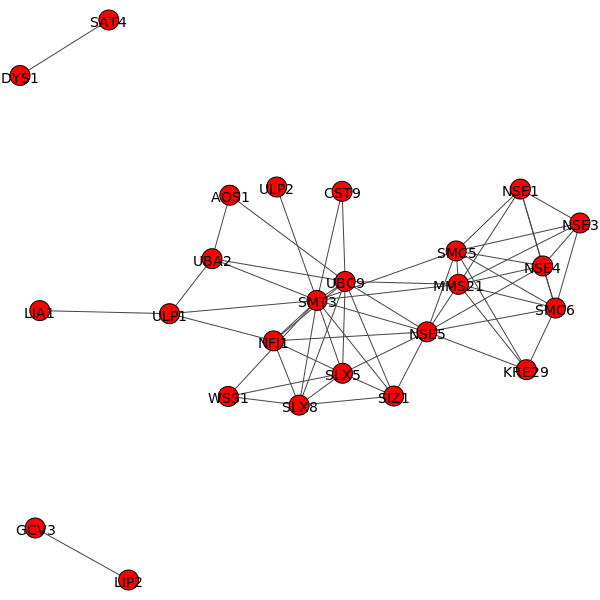 SAT4
DYS1
NSE1
ULP2
CST9
AOS1
NSE3
SMC5
UBA2
NSE4
UBC9
MMS21
SMT3
SMC6
LIA1
ULP1
NSE5
NFI1
KRE29
SLX5
WSS1
SIZ1
SLX8
GCV3
LIP2